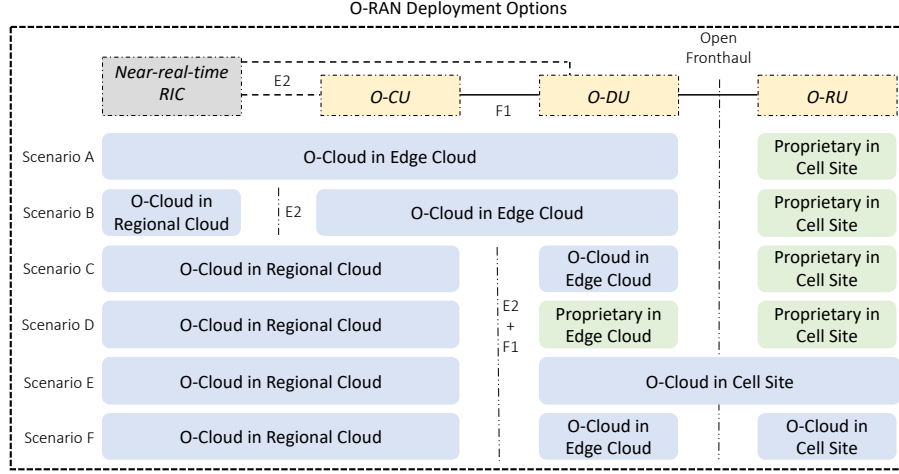 O-RAN Deployment Options
Open
Fronthaul
Near-real-time
RIC
E2
O-CU
F1
O-DU
O-RU
Scenario A
O-Cloud in Edge Cloud
Proprietary in
Cell Site
Scenario B
O-Cloud in
Regional Cloud
E2
O-Cloud in Edge Cloud
Proprietary in
Cell Site
Scenario C
O-Cloud in Regional Cloud
O-Cloud in
Edge Cloud
Proprietary in
Cell Site
Scenario D
O-Cloud in Regional Cloud
E2
+
F1
Proprietary in
Edge Cloud
Proprietary in
Cell Site
Scenario E
O-Cloud in Regional Cloud
O-Cloud in Cell Site
Scenario F
O-Cloud in Regional Cloud
O-Cloud in
Edge Cloud
O-Cloud in
Cell Site